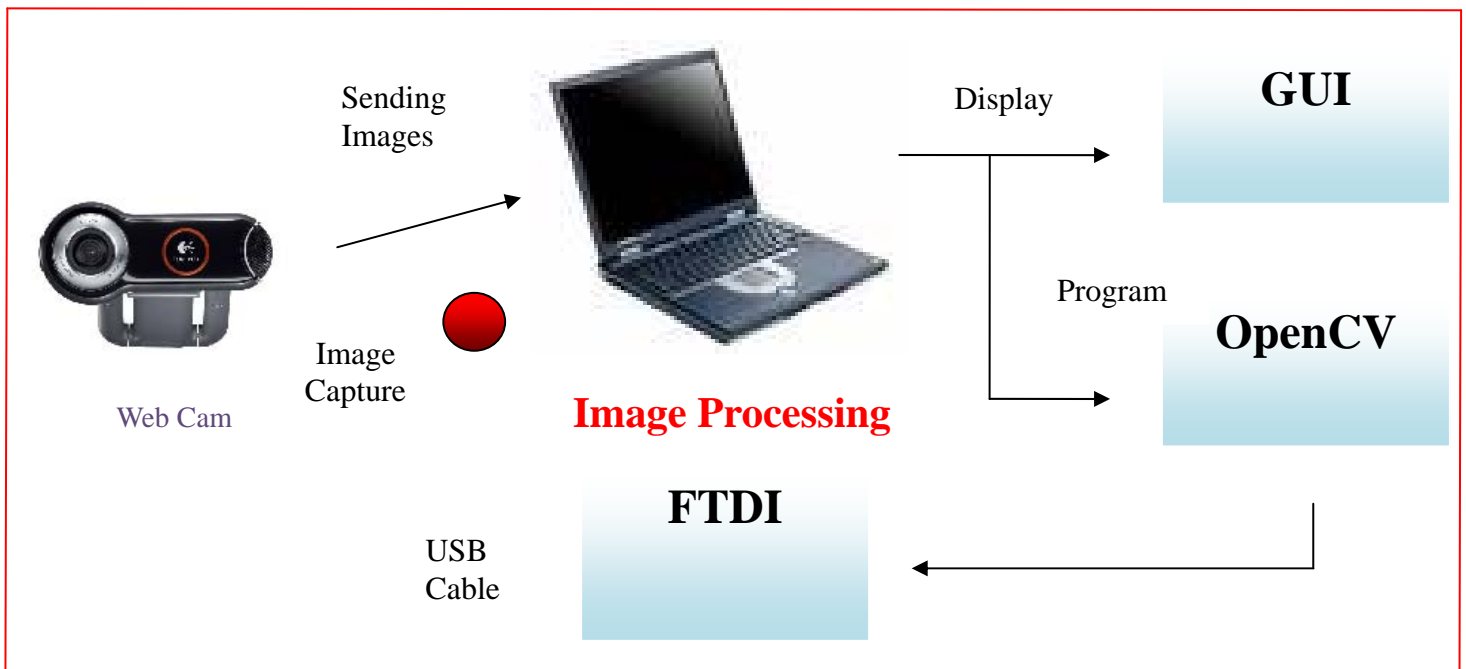 Sending
Images
Display
GUI
Program
OpenCV
Image
Capture
Web Cam
Image Processing
FTDI
USB
Cable